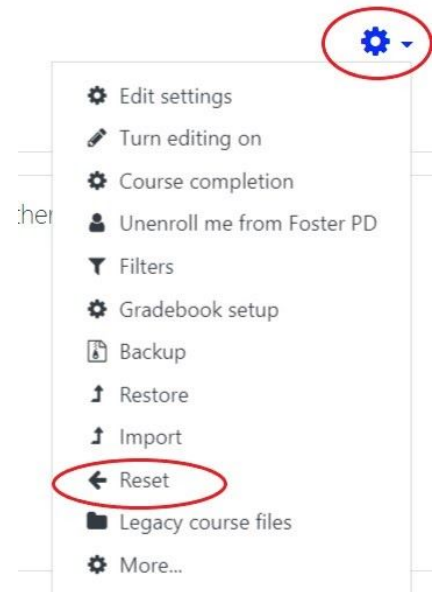 Edit settings
Turn editing on
Course completion
:her
Unenroll me from Foster PD
Filters
Gradebook setup
Backup
Restore
Import
Reset
Legacy course files
More...